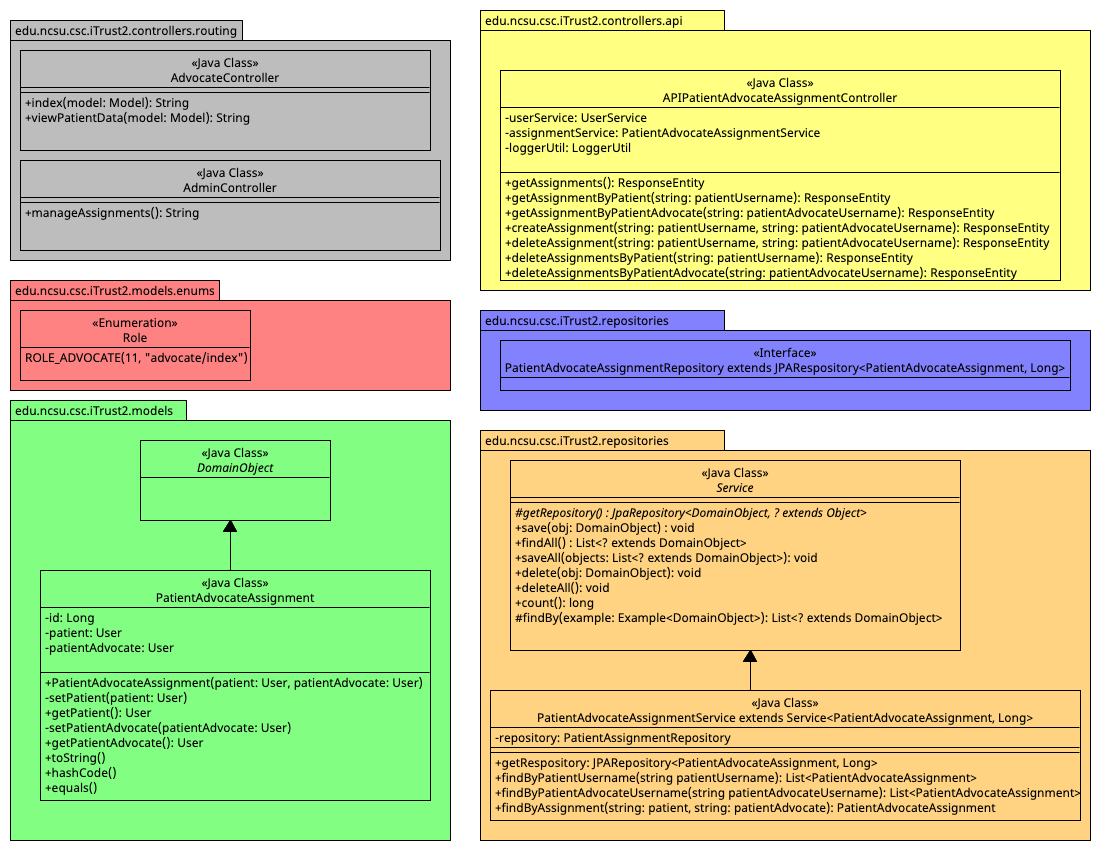 edu.ncsu.csc.iTrust2.controllers.routing
«Java Class»
AdvocateController
+index(model: Model): String
+viewPatientData(model: Model): String
«Java Class»
AdminController
+manageAssignments(): String
edu.ncsu.csc.iTrust2.models.enums
«Enumeration»
Role
ROLE_ADVOCATE(11, "advocate/index")
edu.ncsu.csc.iTrust2.models
«Java Class»
DomainObject
«Java Class»
PatientAdvocateAssignment
-id: Long
-patient: User
-patientAdvocate: User
+PatientAdvocateAssignment(patient: User, patientAdvocate: User)
-setPatient(patient: User)
+getPatient(): User
-setPatientAdvocate(patientAdvocate: User)
+getPatientAdvocate(): User
+toString()
+hashCode()
+equals()
edu.ncsu.csc.iTrust2.controllers.api
«Java Class»
APIPatientAdvocateAssignmentController
-userService: UserService
-assignmentService: PatientAdvocateAssignmentService
-loggerUtil: LoggerUtil
+getAssignments(): ResponseEntity
+getAssignmentByPatient(string: patientUsername): ResponseEntity
+getAssignmentByPatientAdvocate(string: patientAdvocateUsername): ResponseEntity
+createAssignment(string: patientUsername, string: patientAdvocateUsername): ResponseEntity
+deleteAssignment(string: patientUsername, string: patientAdvocateUsername): ResponseEntity
+deleteAssignmentsByPatient(string: patientUsername): ResponseEntity
+deleteAssignmentsByPatientAdvocate(string: patientAdvocateUsername): ResponseEntity
edu.ncsu.csc.iTrust2.repositories
«Interface»
PatientAdvocateAssignmentRepository extends JPARespository<PatientAdvocateAssignment, Long>
edu.ncsu.csc.iTrust2.repositories
«Java Class»
Service
#getRepository() : JpaRepository<DomainObject, ? extends Object>
+save(obj: DomainObject) : void
+findAll() : List<? extends DomainObject>
+saveAll(objects: List<? extends DomainObject>): void
+delete(obj: DomainObject): void
+deleteAll(): void
+count(): long
#findBy(example: Example<DomainObject>): List<? extends DomainObject>
«Java Class»
PatientAdvocateAssignmentService extends Service<PatientAdvocateAssignment, Long>
-repository: PatientAssignmentRepository
+getRespository: JPARepository<PatientAdvocateAssignment, Long>
+findByPatientUsername(string patientUsername): List<PatientAdvocateAssignment>
+findByPatientAdvocateUsername(string patientAdvocateUsername): List<PatientAdvocateAssignment>
+findByAssignment(string: patient, string: patientAdvocate): PatientAdvocateAssignment